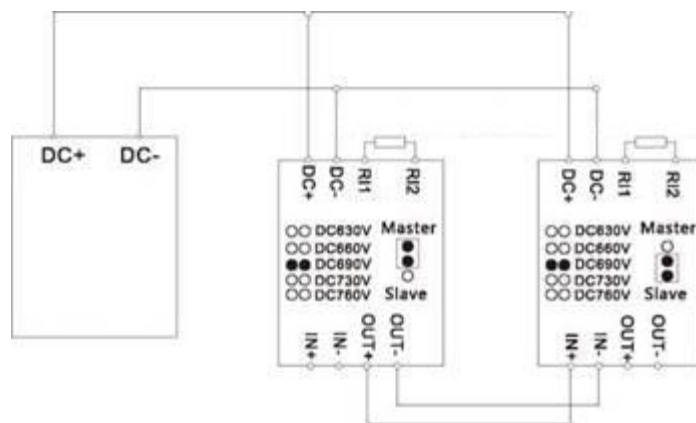 DC+ DC-
DC+ DC- RI1 RI2
DC630V Master
DC660V
DC690V
DC730V
DC760V Slave
IN+ IN- OUT+ OUT-
DC+ DC- RI1 RI2
DC630V Master
DC660V
DC690V
DC730V
DC760V Slave
IN+ IN- OUT+ OUT-